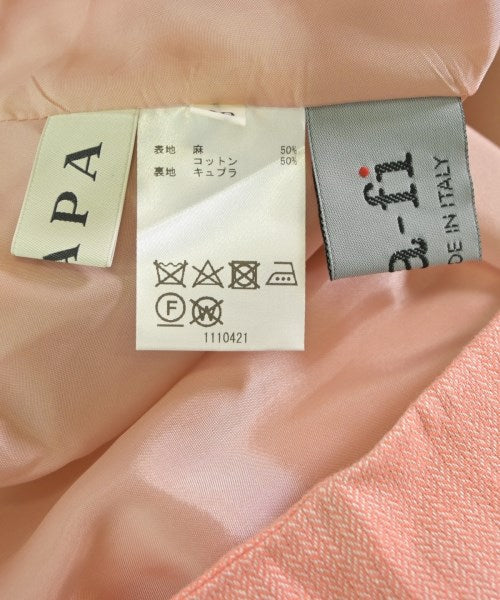 APA
表地 麻 50%
コットン 50%
裏地 キュプラ
F W
1110421
a-fi
DE IN ITALY